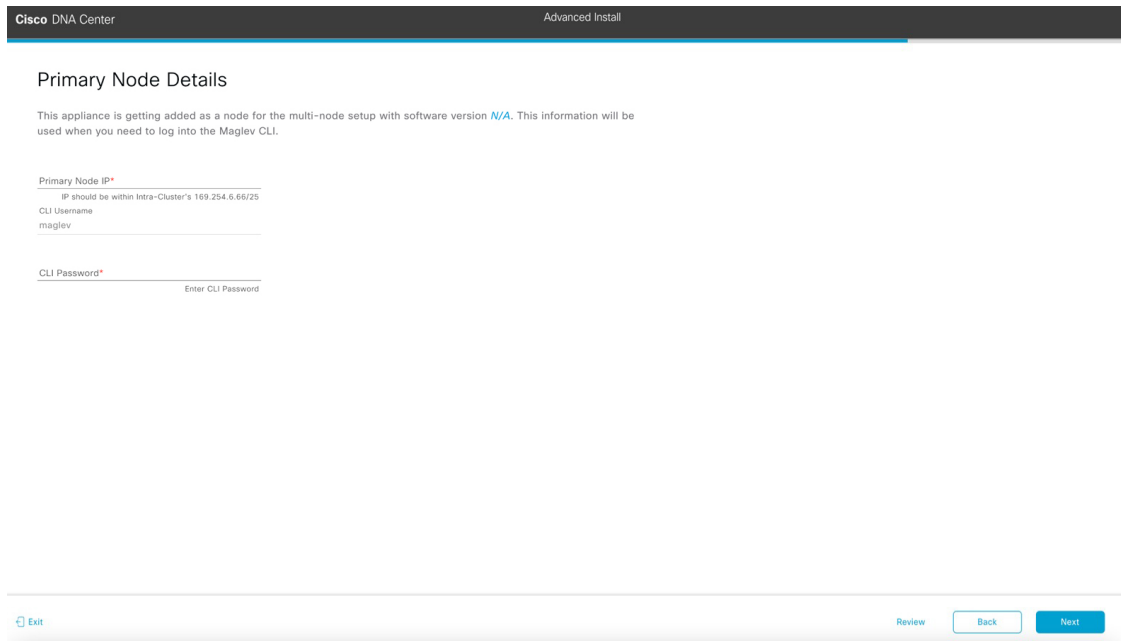 Cisco DNA Center
Advanced Install
Primary Node Details
This appliance is getting added as a node for the multi-node setup with software version N/A. This information will be
used when you need to log into the Maglev CLI.
Primary Node IP*
IP should be within Intra-Cluster's 169.254.6.66/25
CLI Username
maglev
CLI Password*
Enter CLI Password
Exit
Review
Back
Next